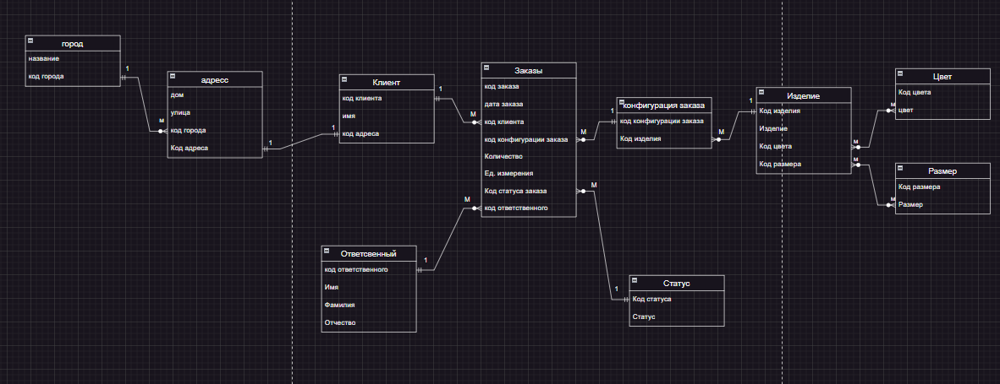 город
название
код города
1
м
адресс
дом
улица
код города
Код адреса
1
1
Клиент
код клиента
имя
код адреса
1
М
Заказы
код заказа
дата заказа
код клиента
код конфигурации заказа
Количество
Ед. измерения
Код статуса заказа
код ответственного
М
М
М
1
Ответсвенный
код ответственного
Имя
Фамилия
Отчество
1
конфигурация заказа
код конфигурации заказа
Код изделия
М
1
Статус
Код статуса
Статус
1
Изделие
Код изделия
Изделие
Код цвета
Код размера
м
м
м
м
Цвет
Код цвета
цвет
Размер
Код размера
Размер